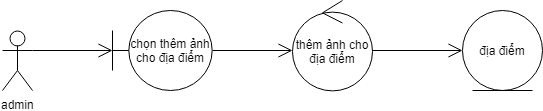 chọn thêm ảnh
cho địa điểm
thêm ảnh cho
địa điểm
địa điểm
admin